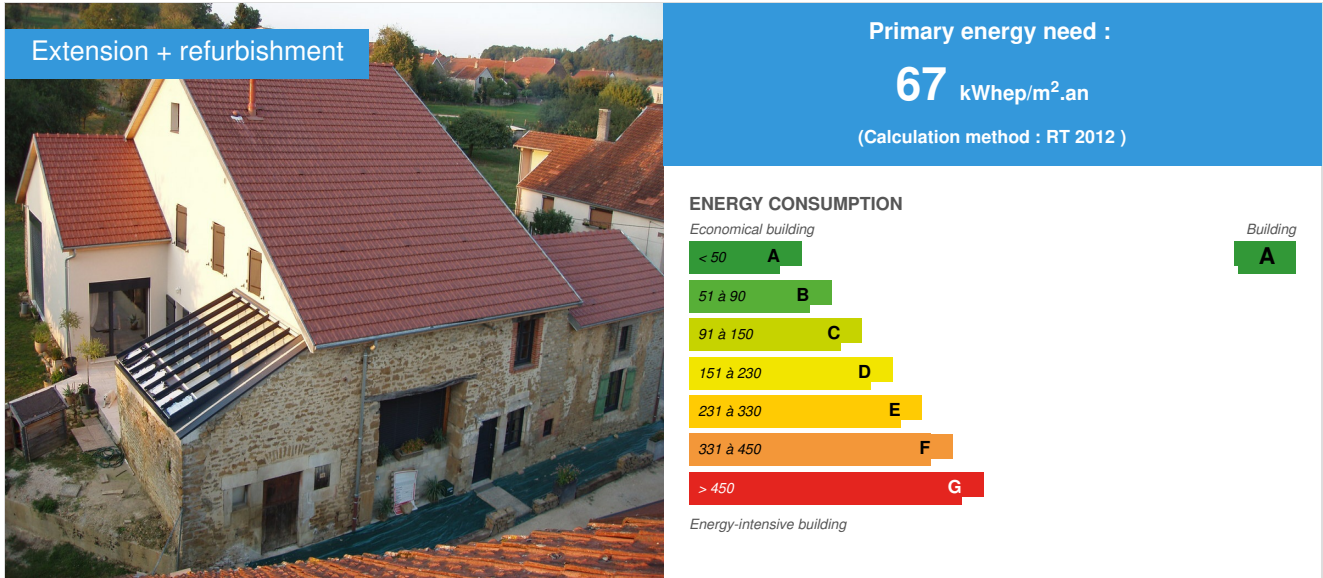 Extension + refurbishment
Primary energy need :
67 kWhep/m².an
(Calculation method : RT 2012 )
ENERGY CONSUMPTION
Economical building
Building
< 50 A
A
51 à 90 B
91 à 150 C
151 à 230 D
231 à 330 E
331 à 450 F
> 450 G
Energy-intensive building